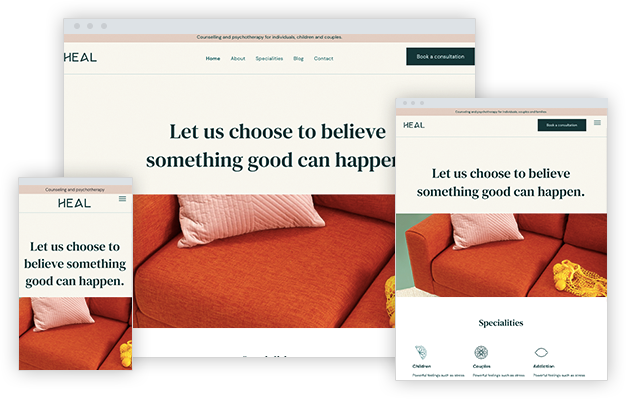 Counselling and psychotherapy for individuals, children and couples.
HEAL
Home About Specialities Blog Contact
Book a consultation
Let us choose to believe
something good can happen
Counselling and psychotherapy for individuals, couples and families.
HEAL
Book a consultation
Let us choose to believe
something good can happen.
Specialities
Children Couples Addiction
Powerful feelings such as stress Powerful feelings such as stress Powerful feelings such as stress
Counseling and psychotherapy
HEAL
Let us choose to
believe something
good can happen.